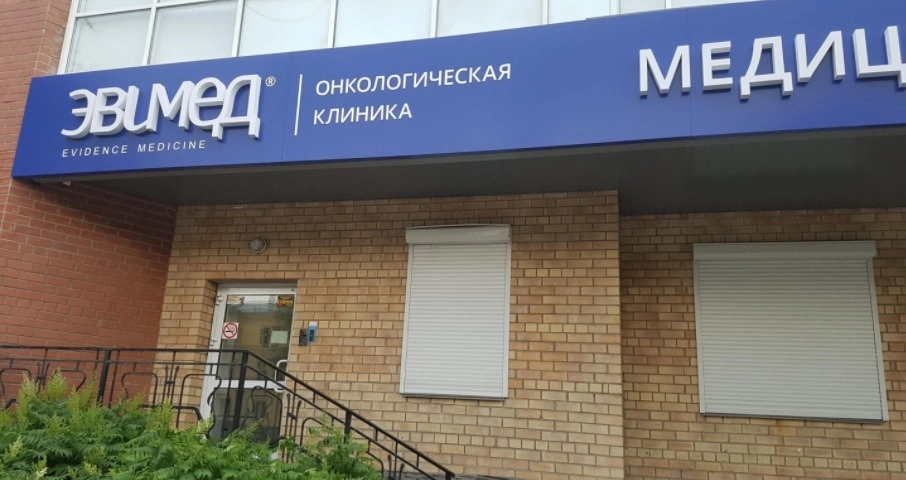 ЭВИМЕД®
EVIDENCE MEDICINE
ОНКОЛОГИЧЕСКАЯ
КЛИНИКА
МЕДИЦ